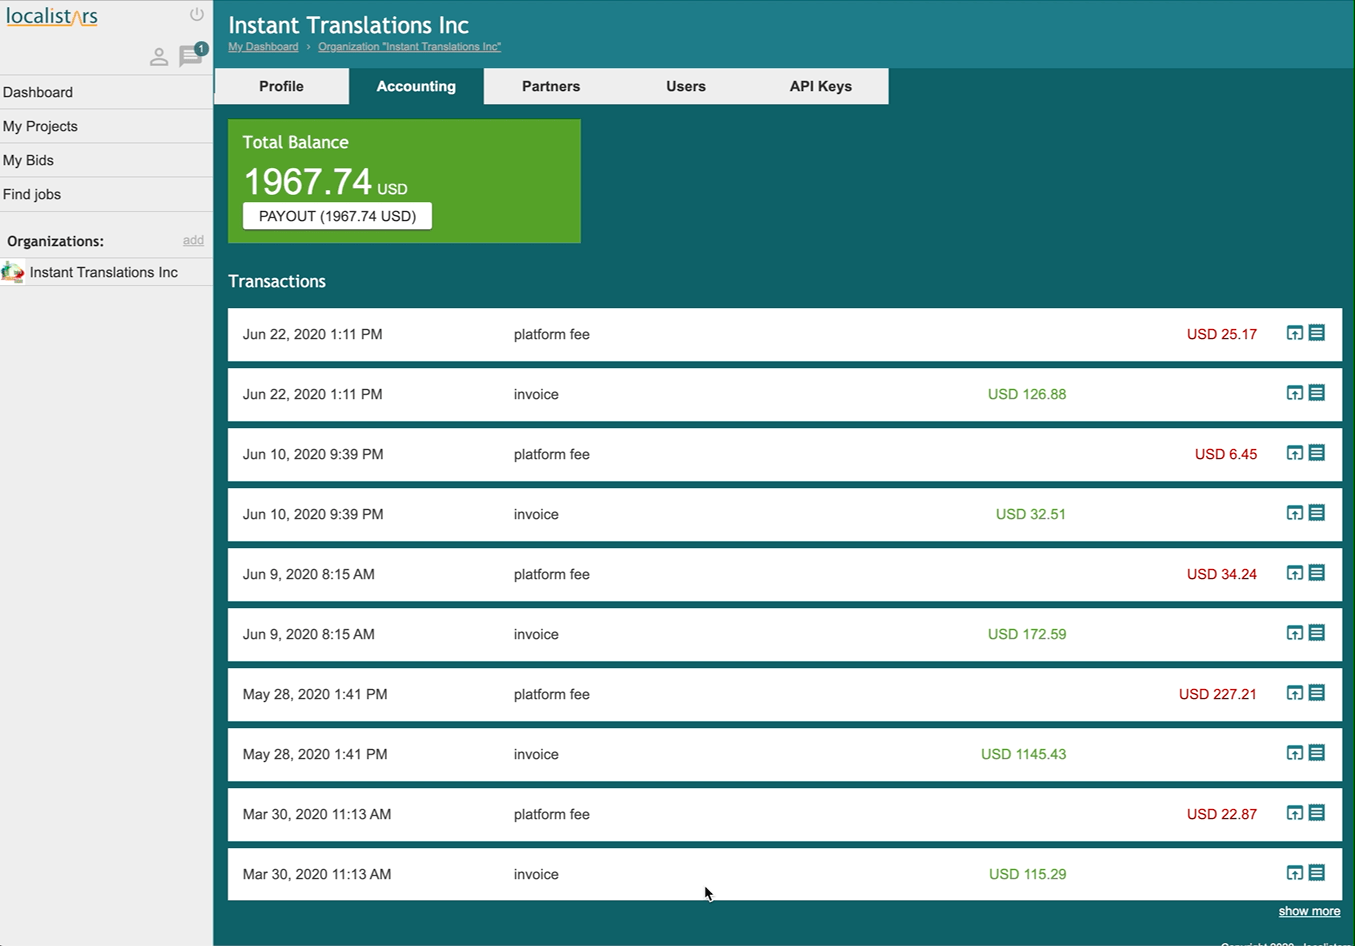 localistars
1
Dashboard
My Projects
My Bids
Find jobs
Organizations: add
Instant Translations Inc
Instant Translations Inc
My Dashboard › Organization "Instant Translations Inc"
Profile Accounting Partners Users API Keys
Total Balance
1967.74 USD
PAYOUT (1967.74 USD)
Transactions
Jun 22, 2020 1:11 PM platform fee USD 25.17
Jun 22, 2020 1:11 PM invoice USD 126.88
Jun 10, 2020 9:39 PM platform fee USD 6.45
Jun 10, 2020 9:39 PM invoice USD 32.51
Jun 9, 2020 8:15 AM platform fee USD 34.24
Jun 9, 2020 8:15 AM invoice USD 172.59
May 28, 2020 1:41 PM platform fee USD 227.21
May 28, 2020 1:41 PM invoice USD 1145.43
Mar 30, 2020 11:13 AM platform fee USD 22.87
Mar 30, 2020 11:13 AM invoice USD 115.29
show more